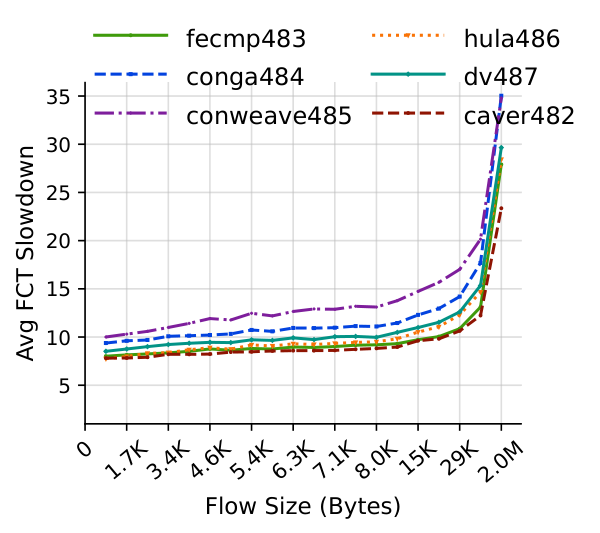 fecmp483
hula486
conga484
dv487
conweave485
caver482
35
30
25
20
15
10
5
Avg FCT Slowdown
0
1.7K
3.4K
4.6K
5.4K
6.3K
7.1K
8.0K
15K
29K
2.0M
Flow Size (Bytes)